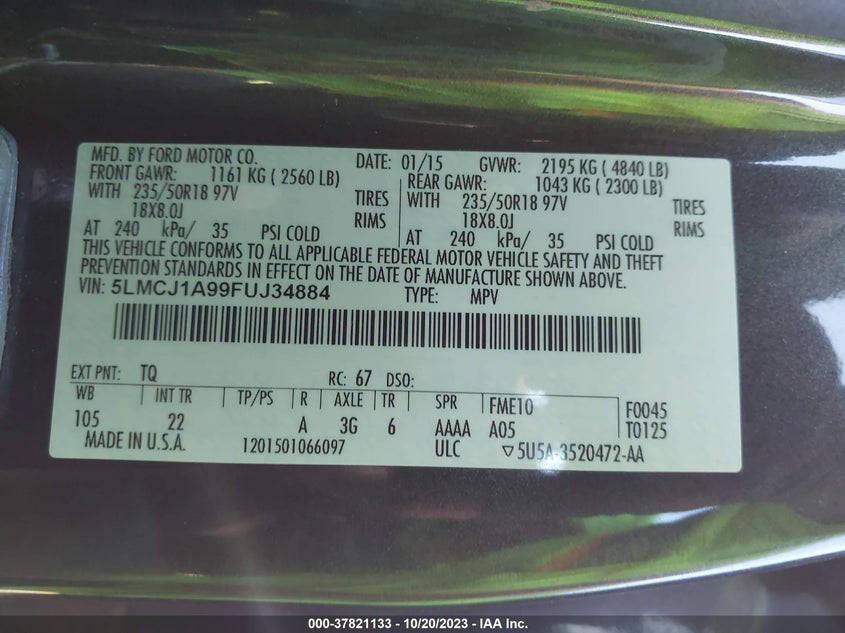 MFD. BY FORD MOTOR CO. DATE: 01/15 GVWR: 2195 KG ( 4840 LB)
FRONT GAWR: 1161 KG ( 2560 LB) REAR GAWR: 1043 KG ( 2300 LB)
WITH 235/50R18 97V TIRES WITH 235/50R18 97V TIRES
18X8.0J RIMS 18X8.0J RIMS
AT 240 kPa/ 35 PSI COLD AT 240 kPa/ 35 PSI COLD
THIS VEHICLE CONFORMS TO ALL APPLICABLE FEDERAL MOTOR VEHICLE SAFETY AND THEFT
PREVENTION STANDARDS IN EFFECT ON THE DATE OF MANUFACTURE SHOWN ABOVE.
VIN: 5LMCJ1A99FUJ34884 TYPE: MPV
EXT PNT: TQ RC: 67 DSO:
WB INT TR TP/PS R AXLE TR SPR FME10 F0045
105 22 A 3G 6 AAAA A05 T0125
MADE IN U.S.A. 1201501066097 ULC ▽5U5A-3520472-AA
000-37821133 - 10/20/2023 - IAA Inc.